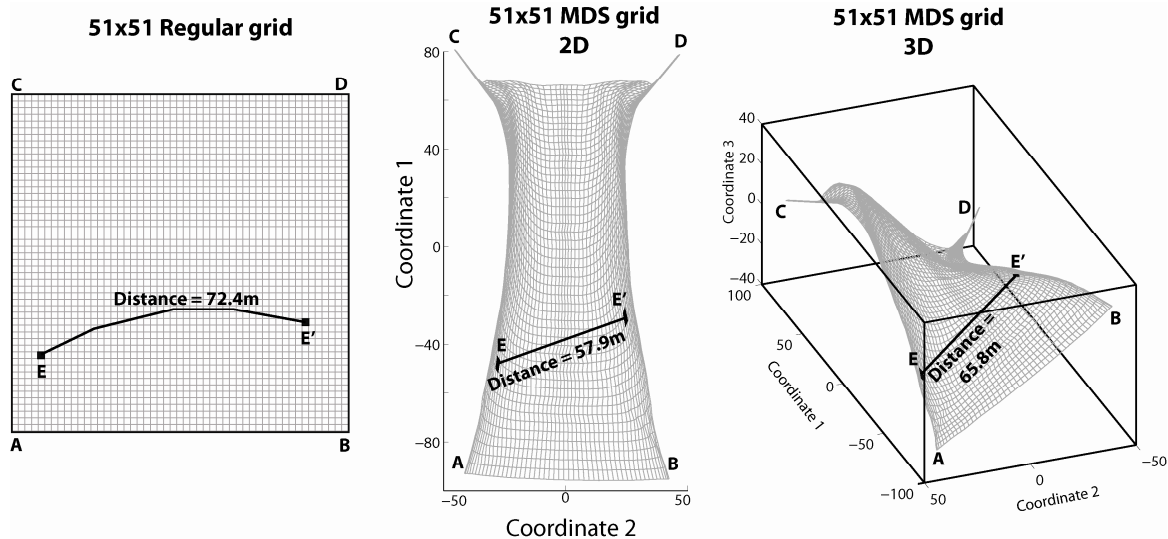 51x51 Regular grid
C
D
Distance = 72.4m
E
E’
A
B
51x51 MDS grid
2D
C
D
80
40
0
−40
−80
Coordinate 1
E’
E
Distance = 57.9m
A
B
−50
0
50
Coordinate 2
51x51 MDS grid
3D
40
20
0
−20
−40
Coordinate 3
C
D
E’
E
Distance =
65.8m
B
A
100
50
0
−50
−100
Coordinate 1
50
0
−50
Coordinate 2